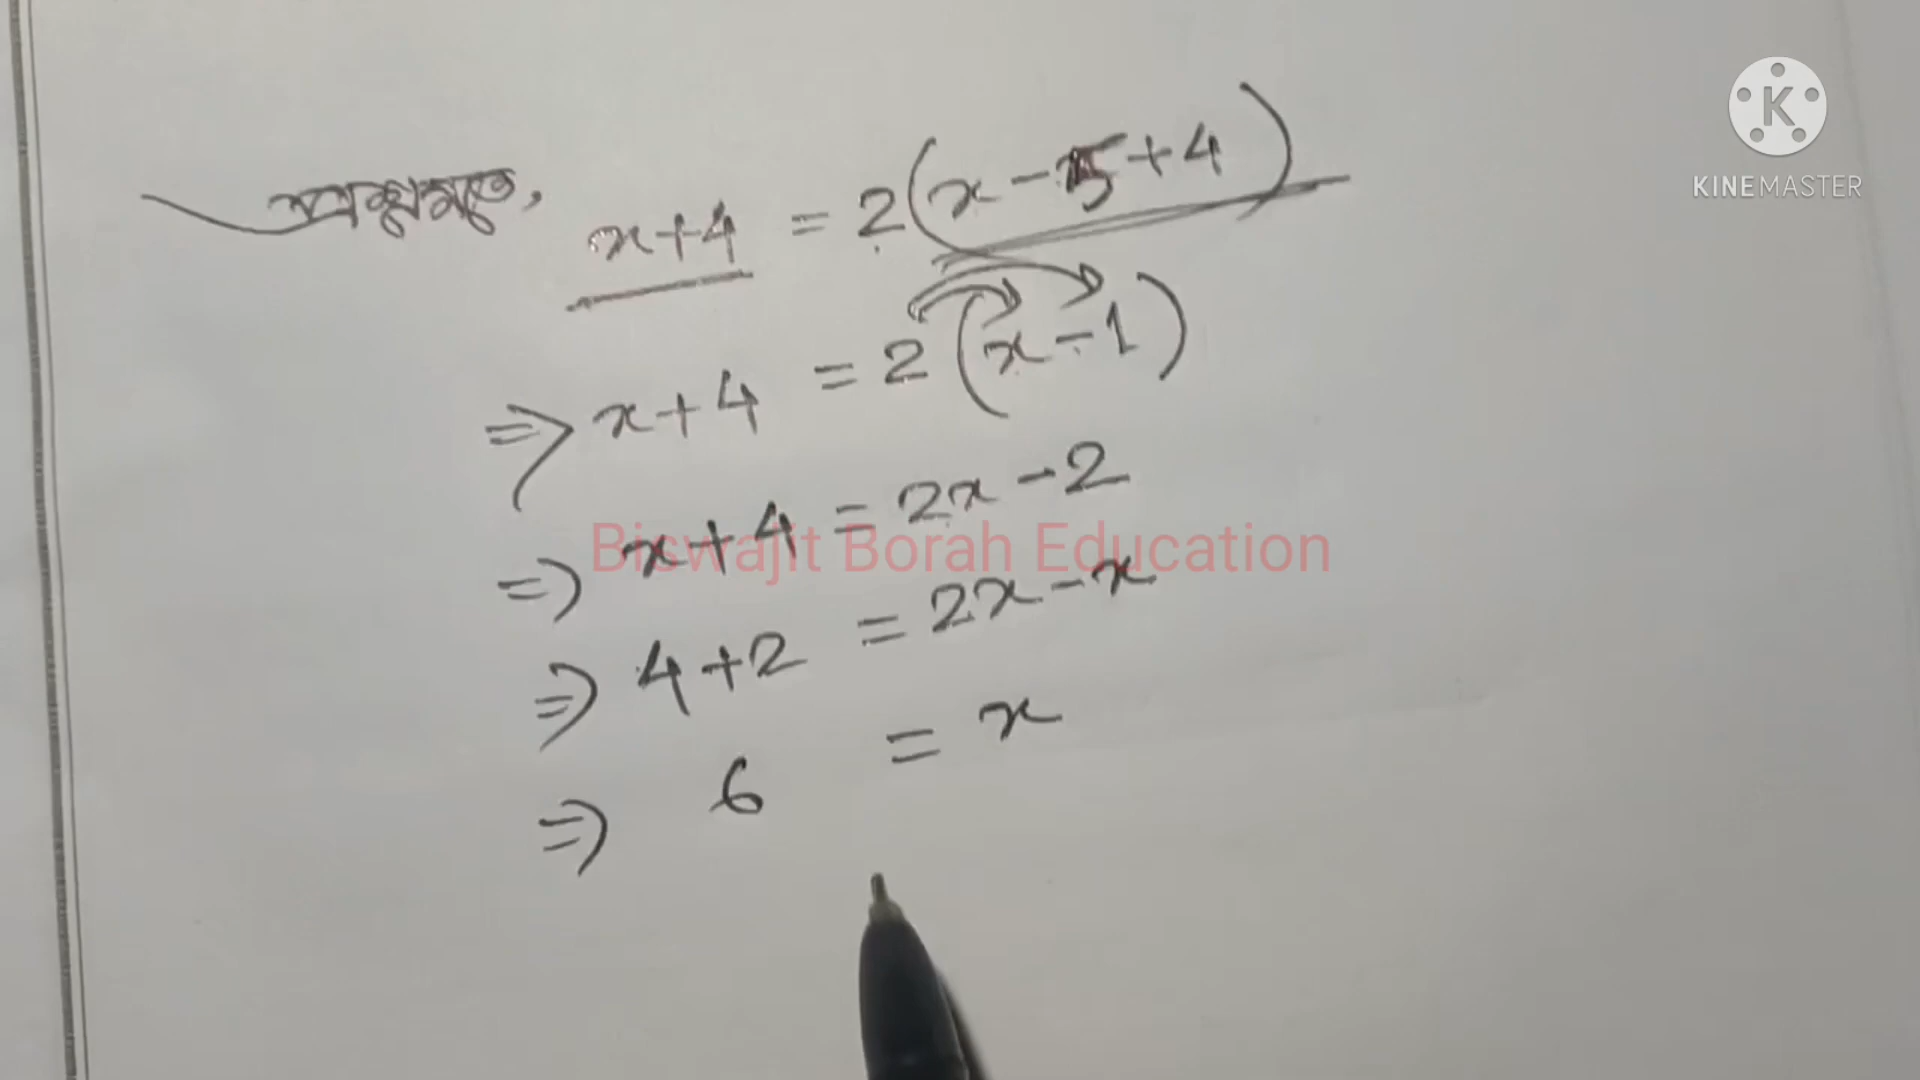 প্রশ্নমতে, x+4 = 2(x-5+4)
⇒ x+4 = 2(x-1)
⇒ x+4 = 2x-2
⇒ 4+2 = 2x-x
⇒ 6 = x
Biswajit Borah Education
K
KINEMASTER